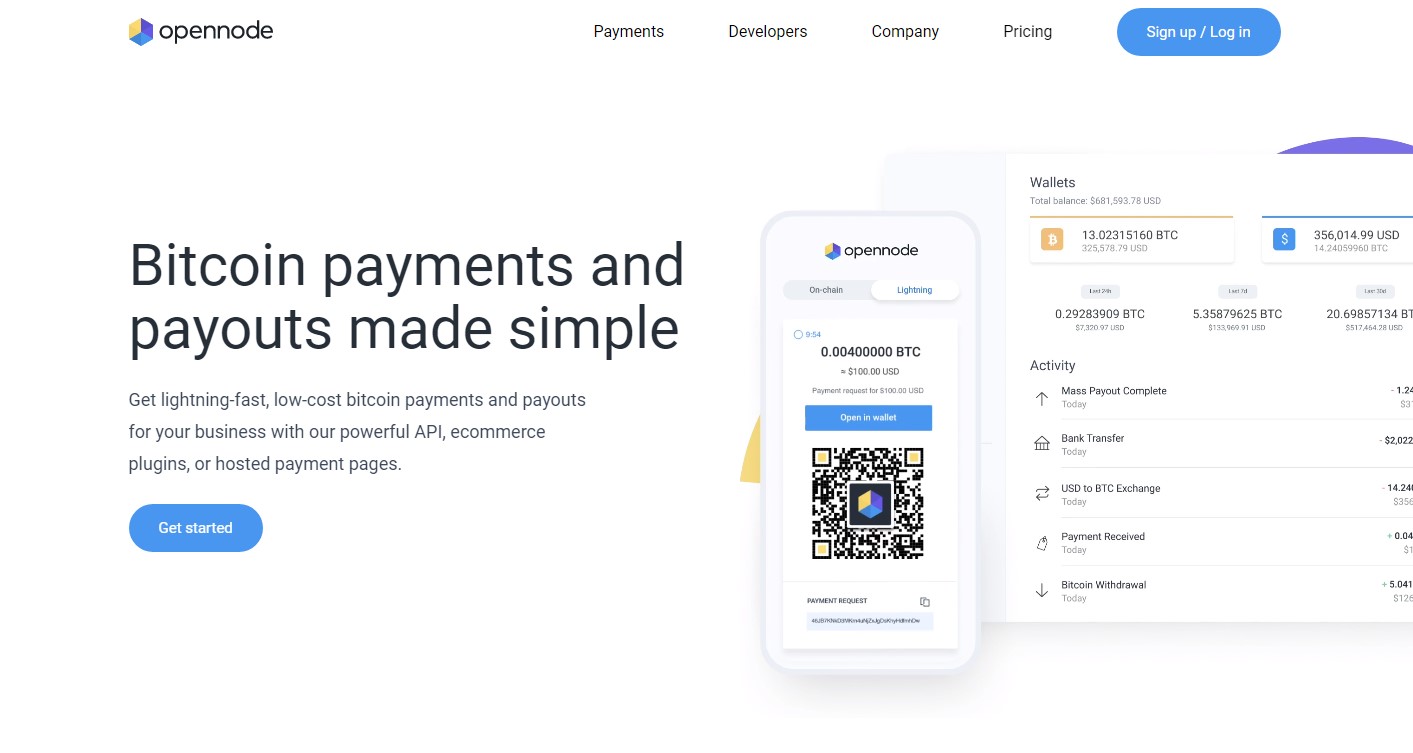 opennode
Payments
Developers
Company
Pricing
Sign up / Log in
Bitcoin payments and
payouts made simple
Get lightning-fast, low-cost bitcoin payments and payouts
for your business with our powerful API, ecommerce
plugins, or hosted payment pages.
Get started
opennode
On-chain
Lightning
9:54
0.00400000 BTC
≈ $100.00 USD
Payment request for $100.00 USD
Open in wallet
PAYMENT REQUEST
Wallets
Total balance: $681,593.78 USD
13.02315160 BTC
325,578.79 USD
$
356,014.99 USD
14.24059960 BTC
Last 24h
Last 7d
Last 30d
0.29283909 BTC
5.35879625 BTC
20.69857134 BT
$7,320.97 USD
$133,969.91 USD
$517,464.28 USD
Activity
Mass Payout Complete
- 1.24
Today
$31
Bank Transfer
- $2,022
Today
USD to BTC Exchange
- 14.240
Today
$356
Payment Received
+ 0.04
Today
$1
Bitcoin Withdrawal
+ 5.041
Today
$126